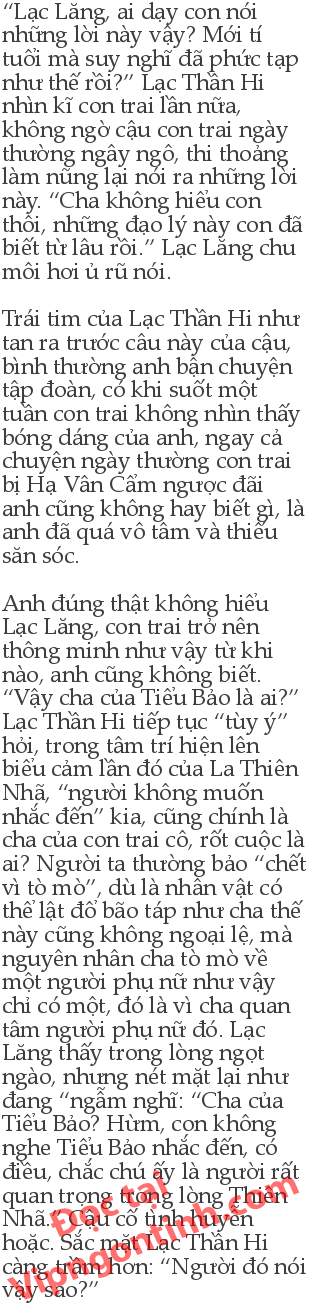 “Lạc Lăng, ai dạy con nói
những lời này vậy? Mới tí
tuổi mà suy nghĩ đã phức tạp
như thế rồi?” Lạc Thần Hi
nhìn kĩ con trai lần nữa,
không ngờ cậu con trai ngày
thường ngây ngô, thi thoảng
làm nũng lại nói ra những lời
này. “Cha không hiểu con
thôi, những đạo lý này con đã
biết từ lâu rồi.” Lạc Lăng chu
môi hơi ủ rũ nói.
Trái tim của Lạc Thần Hi như
tan ra trước câu này của cậu,
bình thường anh bận chuyện
tập đoàn, có khi suốt một
tuần con trai không nhìn thấy
bóng dáng của anh, ngay cả
chuyện ngày thường con trai
bị Hạ Vân Cẩm ngược đãi
anh cũng không hay biết gì, là
anh đã quá vô tâm và thiếu
săn sóc.
Anh đúng thật không hiểu
Lạc Lăng, con trai trở nên
thông minh như vậy từ khi
nào, anh cũng không biết.
“Vậy cha của Tiểu Bảo là ai?”
Lạc Thần Hi tiếp tục “tùy ý”
hỏi, trong tâm trí hiện lên
biểu cảm lần đó của La Thiên
Nhã, “người không muốn
nhắc đến” kia, cũng chính là
cha của con trai cô, rốt cuộc là
ai? Người ta thường bảo “chết
vì tò mò”, dù là nhân vật có
thể lật đổ bão táp như cha thế
này cũng không ngoại lệ, mà
nguyên nhân cha tò mò về
một người phụ nữ như vậy
chỉ có một, đó là vì cha quan
tâm người phụ nữ đó. Lạc
Lăng thấy trong lòng ngọt
ngào, nhưng nét mặt lại như
đang “ngẫm nghĩ: “Cha của
Tiểu Bảo? Hừm, con không
nghe Tiểu Bảo nhắc đến, có
điều, chắc chú ấy là người rất
quan trọng trong lòng Thiên
Nhã.” Cậu cố tình huyễn
hoặc. Sắc mặt Lạc Thần Hi
càng trầm hơn: “Người đó nói
vậy sao?”
Đọc tại
Vipngontinh.com